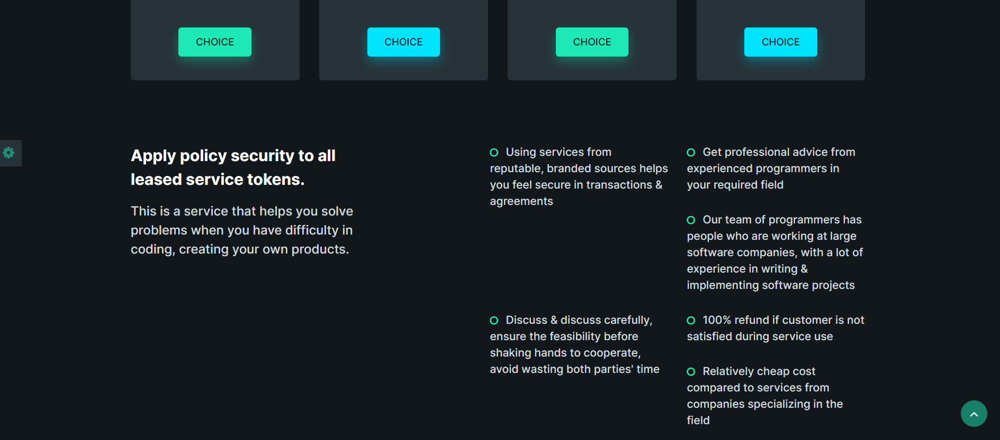 CHOICE
CHOICE
CHOICE
CHOICE
Apply policy security to all
leased service tokens.
This is a service that helps you solve
problems when you have difficulty in
coding, creating your own products.
Using services from
reputable, branded sources helps
you feel secure in transactions &
agreements
Get professional advice from
experienced programmers in
your required field
Our team of programmers has
people who are working at large
software companies, with a lot of
experience in writing &
implementing software projects
Discuss & discuss carefully,
ensure the feasibility before
shaking hands to cooperate,
avoid wasting both parties' time
100% refund if customer is not
satisfied during service use
Relatively cheap cost
compared to services from
companies specializing in the
field